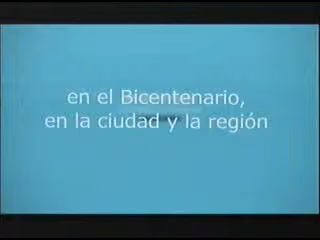 en el Bicentenario,
en la ciudad y la región